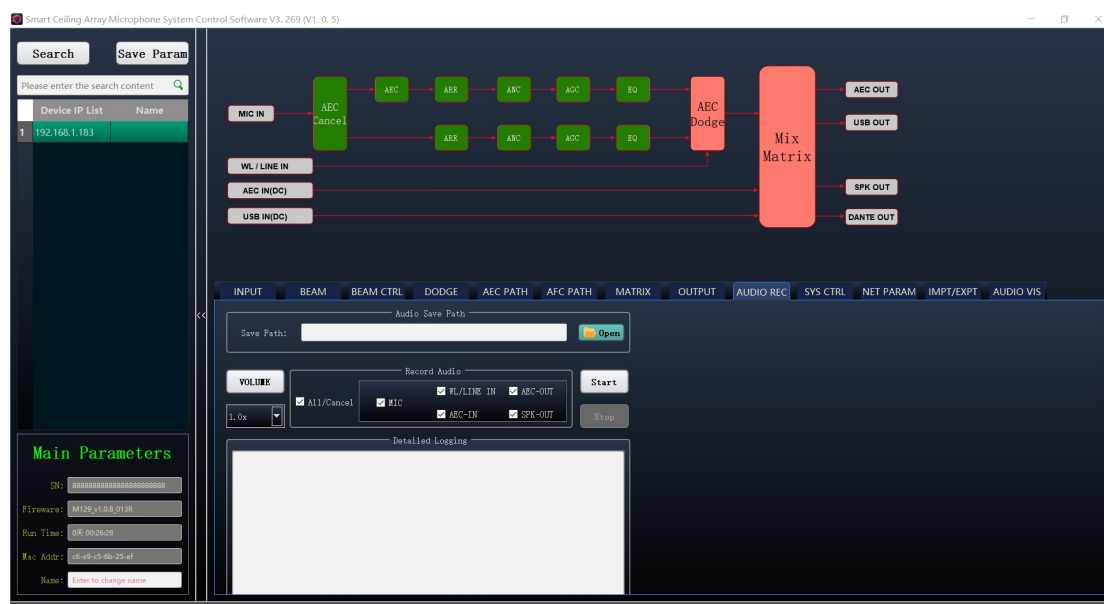 Smart Ceiling Array Microphone System Control Software V3. 269 (V1. 0. 5)
Search
Save Param
Please enter the search content
Device IP List
Name
1
192.168.1.183
Main Parameters
SN:
Fireware:
M129_v1.0.8_013R
Run Time:
0天 00:26:28
Mac Addr:
c6-e9-c5-6b-25-ef
Name:
Enter to change name
<<
MIC IN
AEC
Cancel
AEC
ARR
ANC
AGC
EQ
ARR
ANC
AGC
EQ
AEC
Dodge
Mix
Matrix
WL / LINE IN
AEC IN(DC)
USB IN(DC)
AEC OUT
USB OUT
SPK OUT
DANTE OUT
INPUT
BEAM
BEAM CTRL
DODGE
AEC PATH
AFC PATH
MATRIX
OUTPUT
AUDIO REC
SYS CTRL
NET PARAM
IMPT/EXPT
AUDIO VIS
Audio Save Path
Save Path:
Open
VOLUME
1.0x
Record Audio
All/Cancel
MIC
WL/LINE IN
AEC-OUT
AEC-IN
SPK-OUT
Start
Stop
Detailed Logging